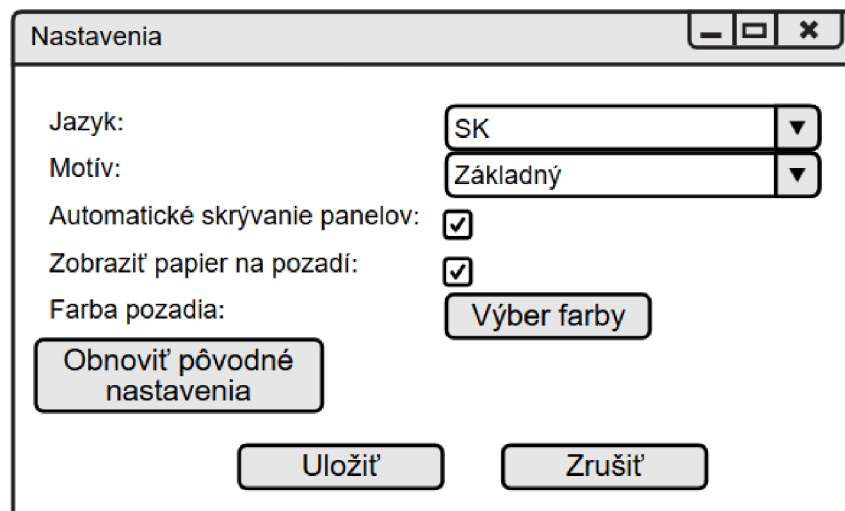 Nastavenia
Jazyk: SK
Motív: Základný
Automatické skrývanie panelov:
Zobraziť papier na pozadí:
Farba pozadia: Výber farby
Obnoviť pôvodné
nastavenia
Uložiť Zrušiť